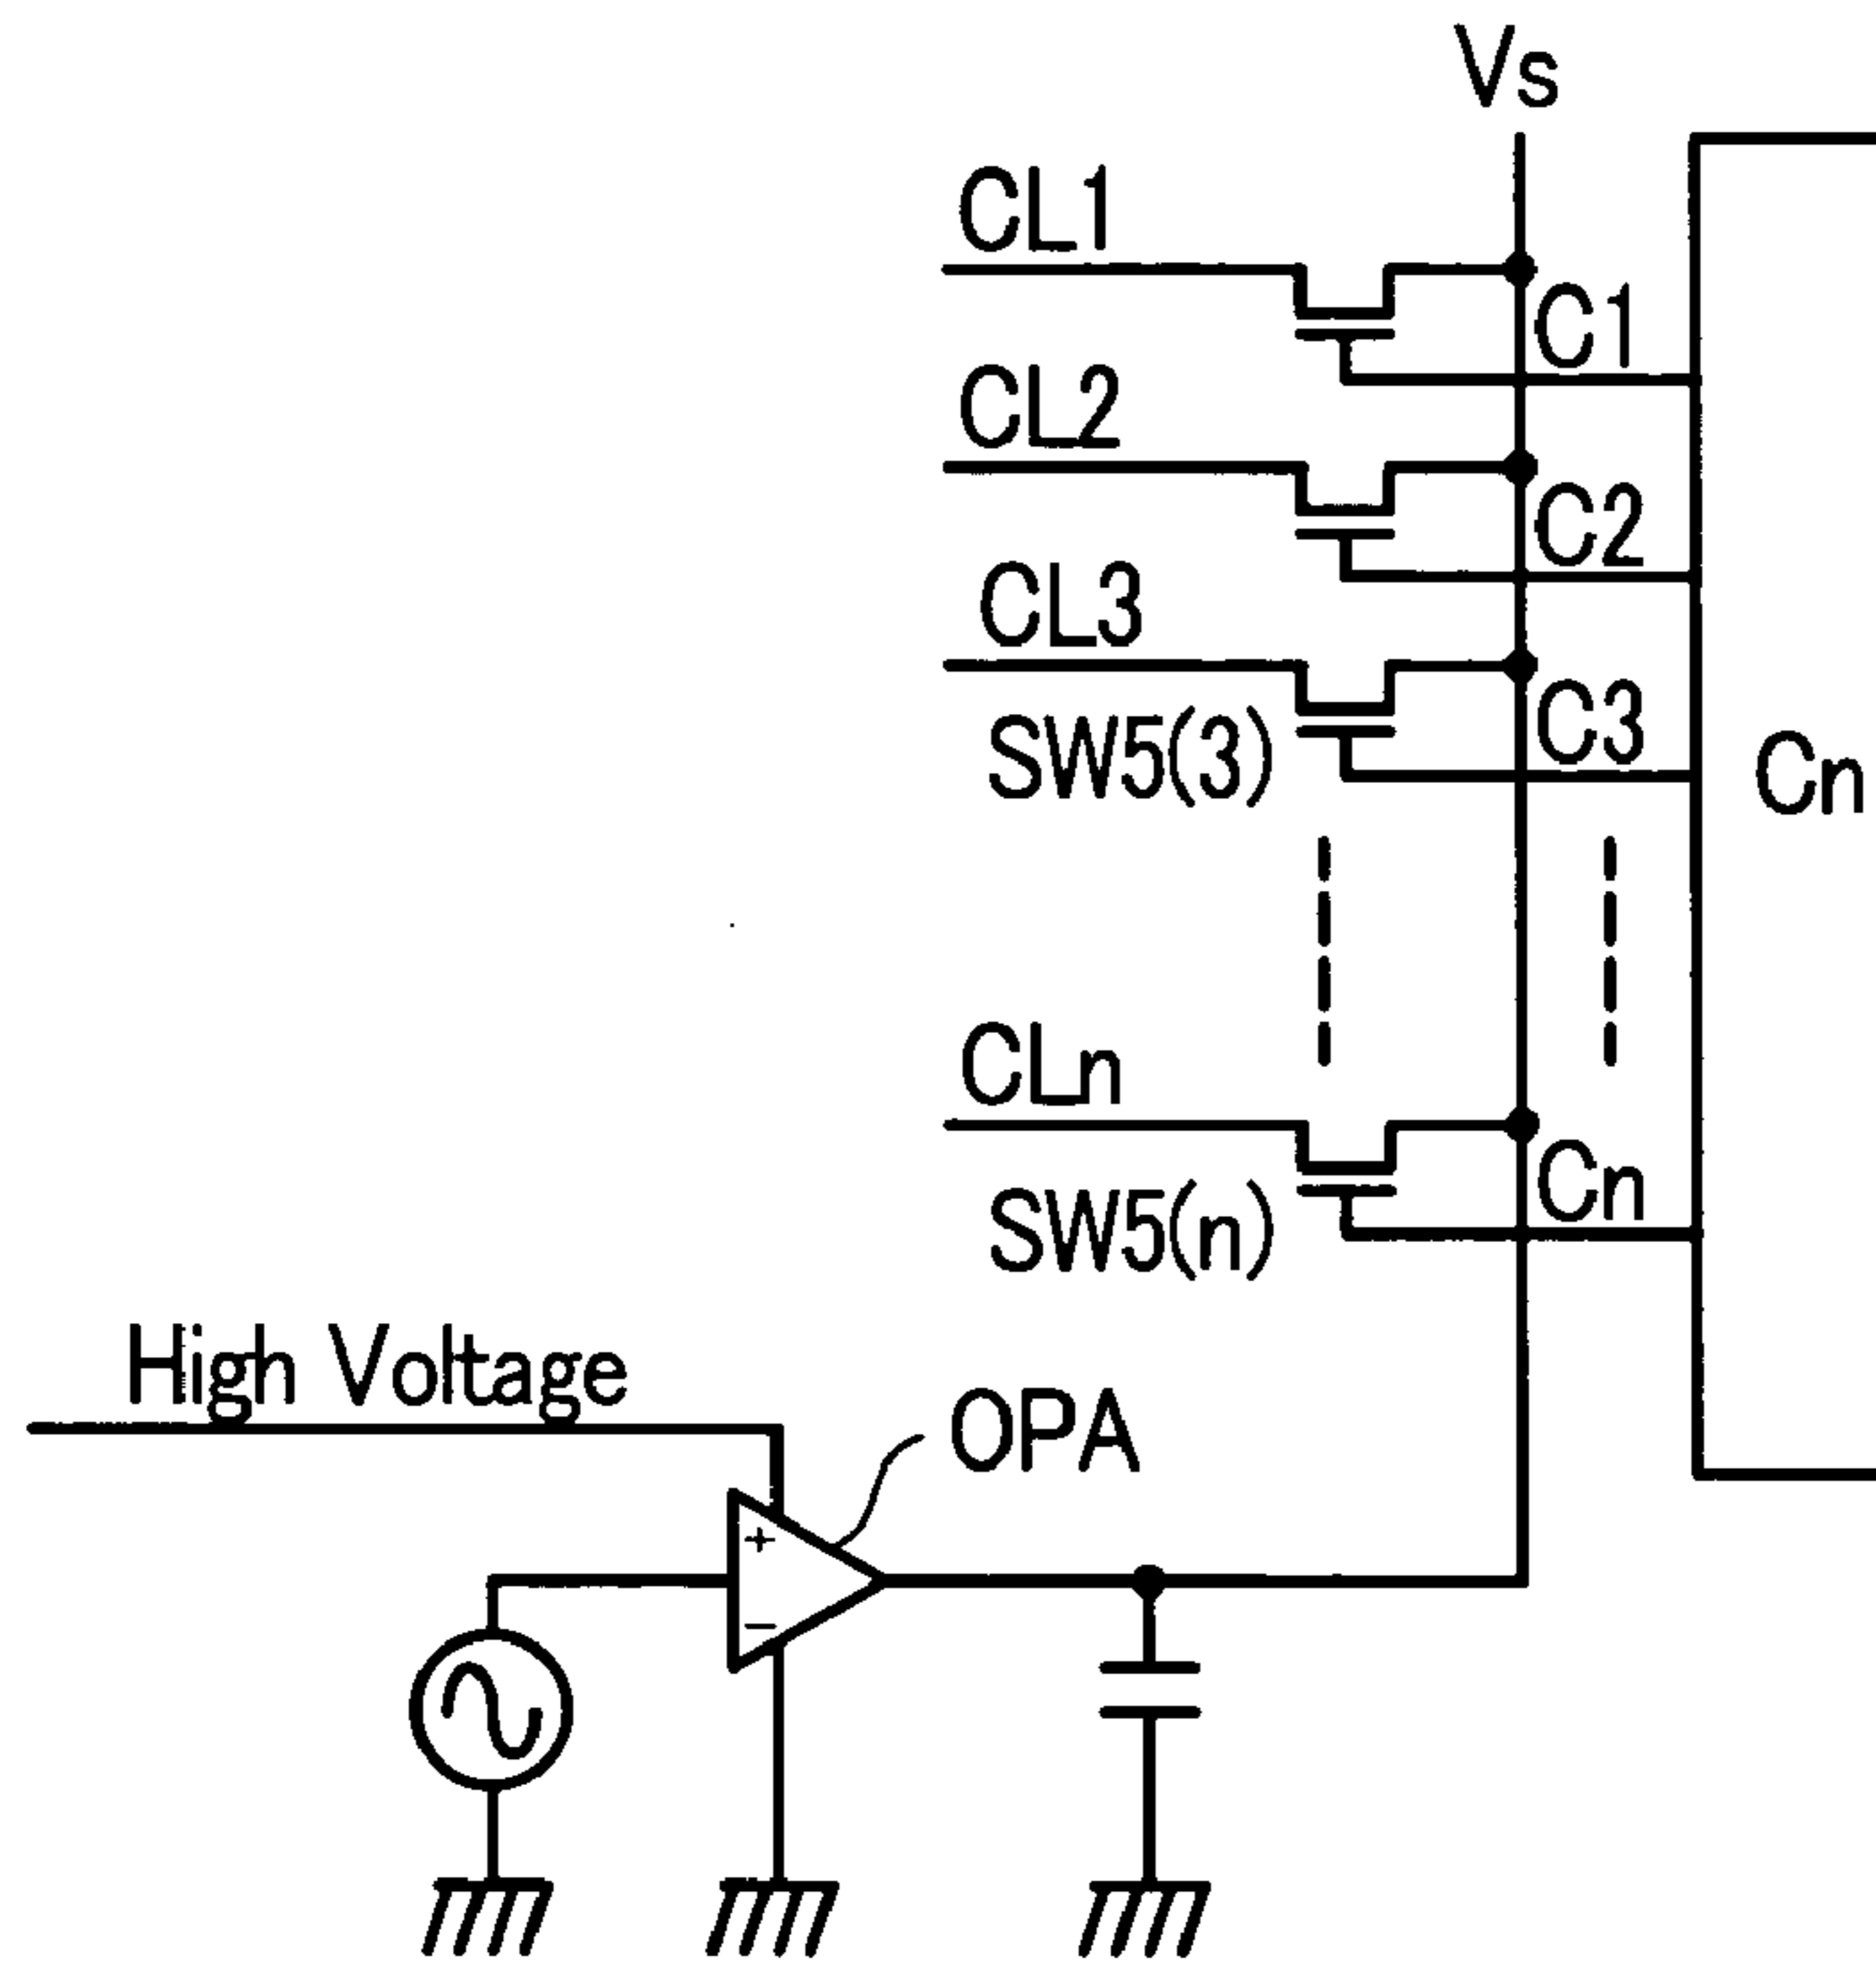 Vs
CL1
C1
CL2
C2
CL3
C3
SW5(3)
Cn
CLn
Cn
SW5(n)
High Voltage
OPA
+
−